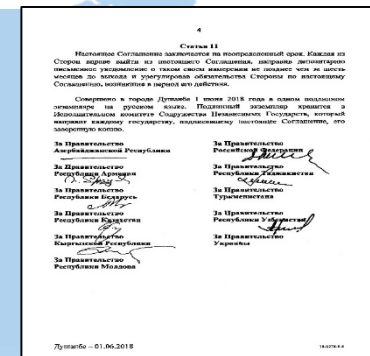 4
Статья 11
Настоящее Соглашение заключается на неопределенный срок. Каждая из
Сторон вправе выйти из настоящего Соглашения, направив депозитарию
письменное уведомление о таком своем намерении не позднее чем за шесть
месяцев до выхода и урегулировав обязательства Стороны по настоящему
Соглашению, возникшие в период его действия.
Совершено в городе Душанбе 1 июня 2018 года в одном подлинном
экземпляре на русском языке. Подлинный экземпляр хранится в
Исполнительном комитете Содружества Независимых Государств, который
направит каждому государству, подписавшему настоящее Соглашение, его
заверенную копию.
За Правительство
Азербайджанской Республики
За Правительство
Республики Армения
За Правительство
Республики Беларусь
За Правительство
Республики Казахстан
За Правительство
Кыргызской Республики
За Правительство
Республики Молдова
За Правительство
Российской Федерации
За Правительство
Республики Таджикистан
За Правительство
Туркменистана
За Правительство
Республики Узбекистан
За Правительство
Украины
Душанбе – 01.06.2018